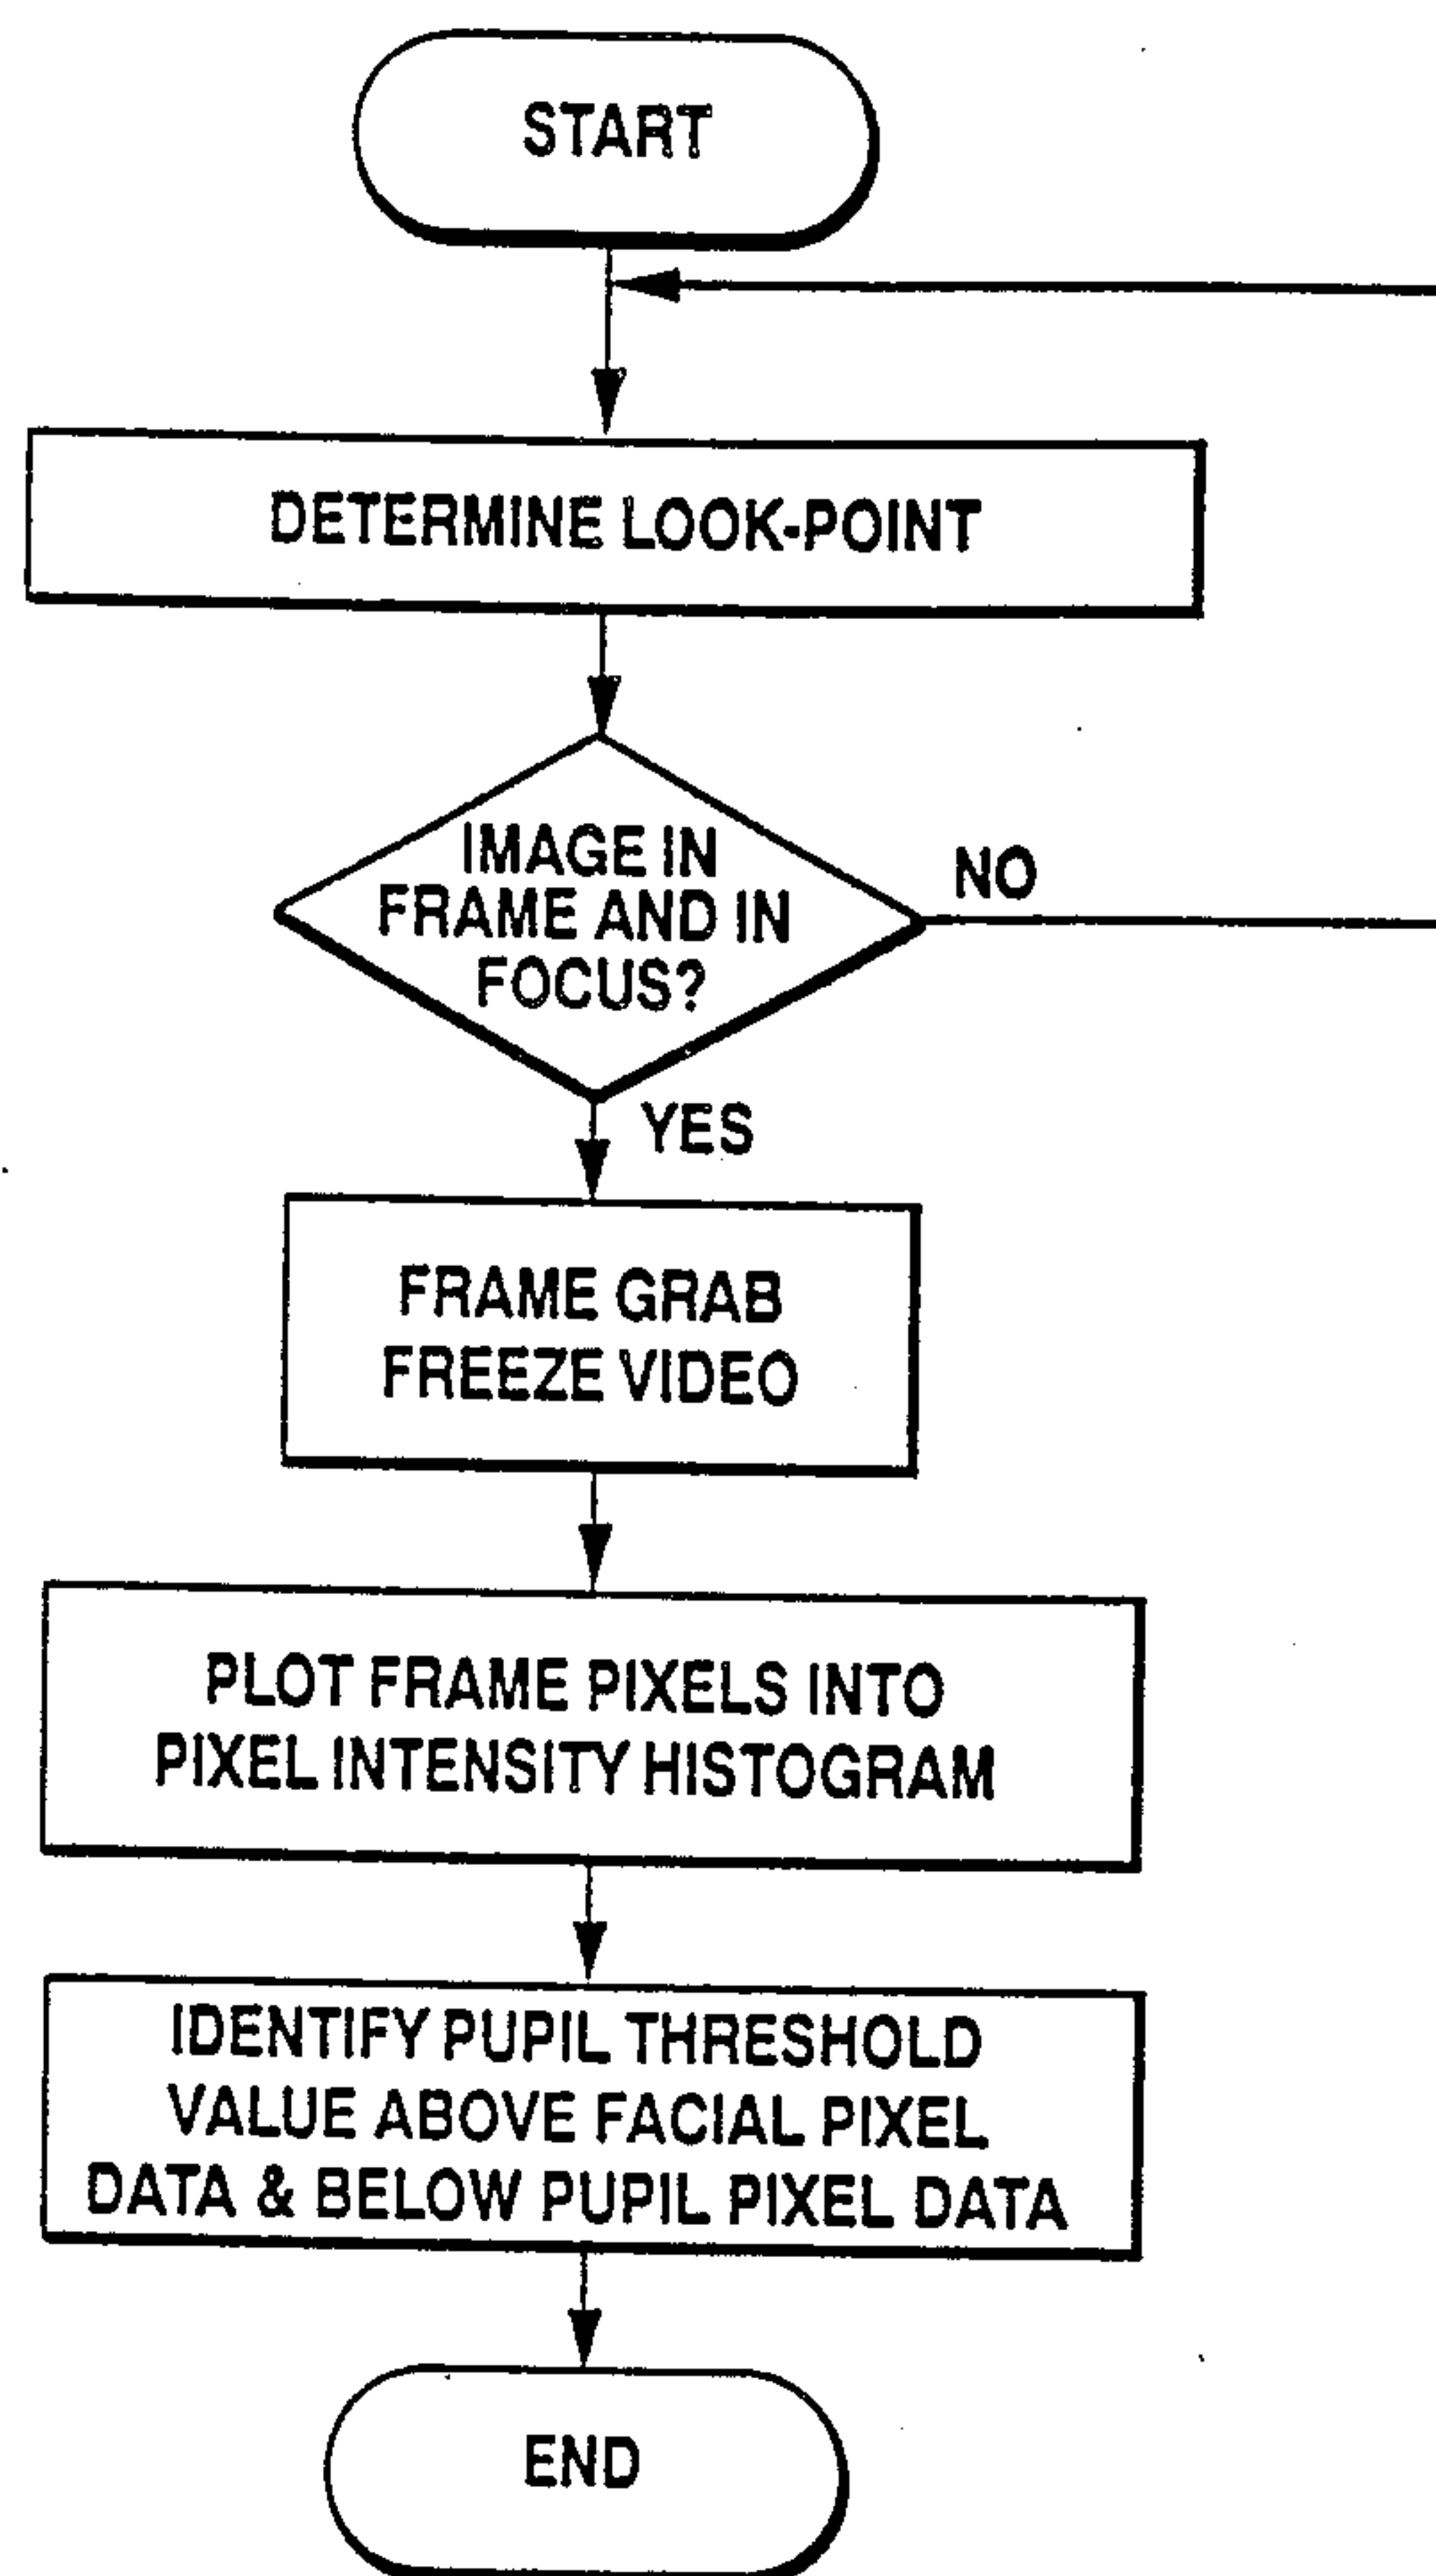 START
DETERMINE LOOK-POINT
IMAGE IN
FRAME AND IN
FOCUS?
NO
YES
FRAME GRAB
FREEZE VIDEO
PLOT FRAME PIXELS INTO
PIXEL INTENSITY HISTOGRAM
IDENTIFY PUPIL THRESHOLD
VALUE ABOVE FACIAL PIXEL
DATA & BELOW PUPIL PIXEL DATA
END